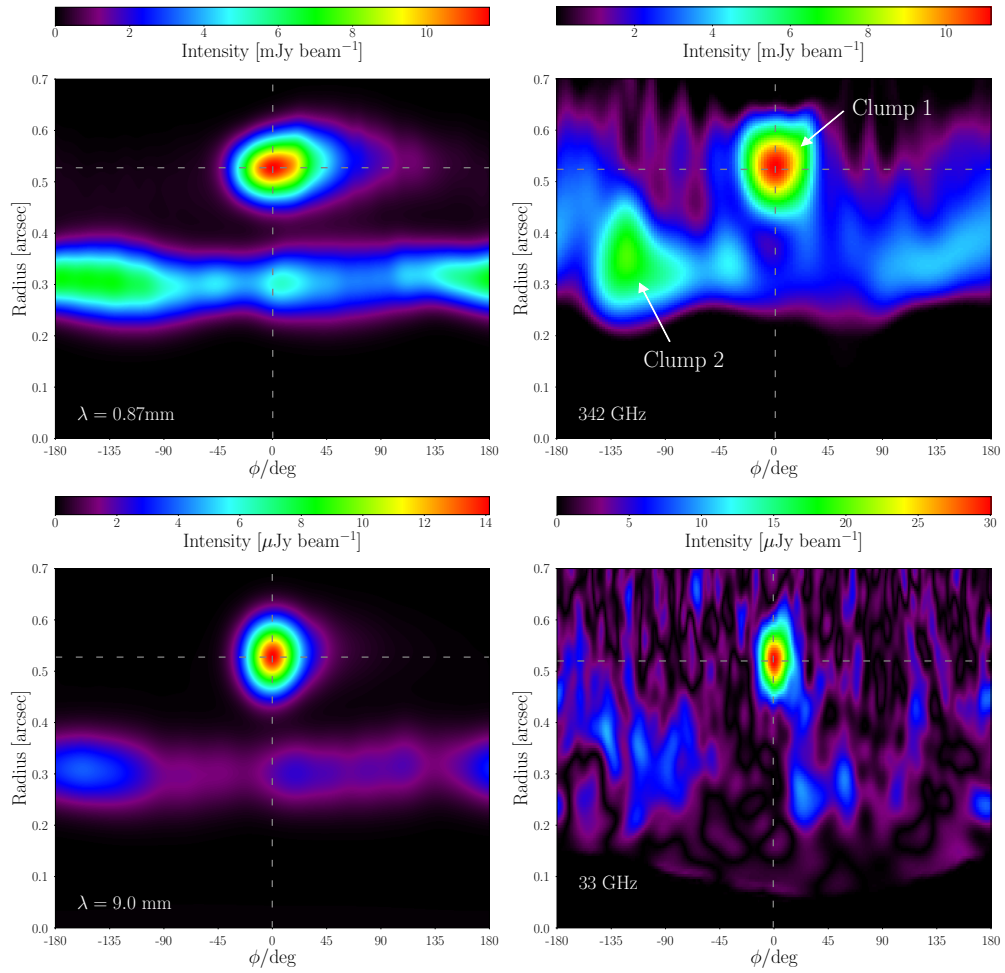 0 2 4 6 8 10
Intensity [mJy beam⁻¹]
2 4 6 8 10
Intensity [mJy beam⁻¹]
0.7
0.6
0.5
0.4
0.3
0.2
0.1
0.0
Radius [arcsec]
λ = 0.87mm
-180 -135 -90 -45 0 45 90 135 180
ϕ/deg
0.7
0.6
0.5
0.4
0.3
0.2
0.1
0.0
Radius [arcsec]
Clump 1
Clump 2
342 GHz
-180 -135 -90 -45 0 45 90 135 180
ϕ/deg
0 2 4 6 8 10 12 14
Intensity [μJy beam⁻¹]
0 5 10 15 20 25 30
Intensity [μJy beam⁻¹]
0.7
0.6
0.5
0.4
0.3
0.2
0.1
0.0
Radius [arcsec]
λ = 9.0 mm
-180 -135 -90 -45 0 45 90 135 180
ϕ/deg
0.7
0.6
0.5
0.4
0.3
0.2
0.1
0.0
Radius [arcsec]
33 GHz
-180 -135 -90 -45 0 45 90 135 180
ϕ/deg